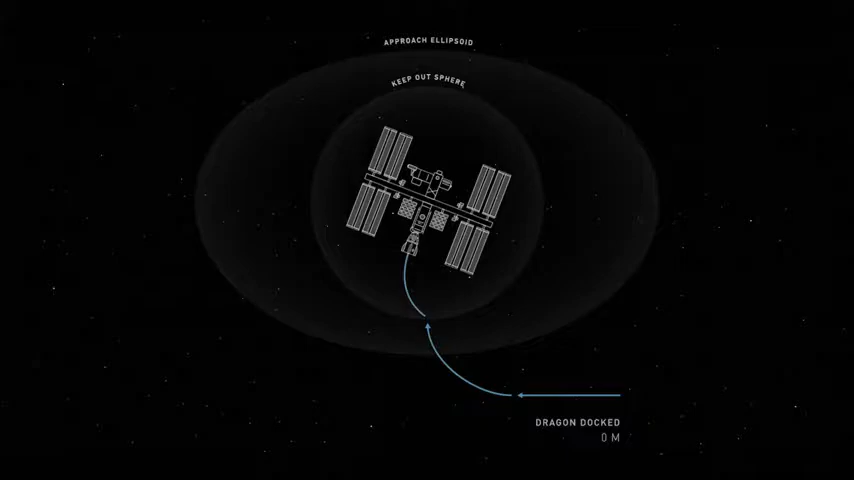 APPROACH ELLIPSOID
KEEP OUT SPHERE
DRAGON DOCKED
0 M